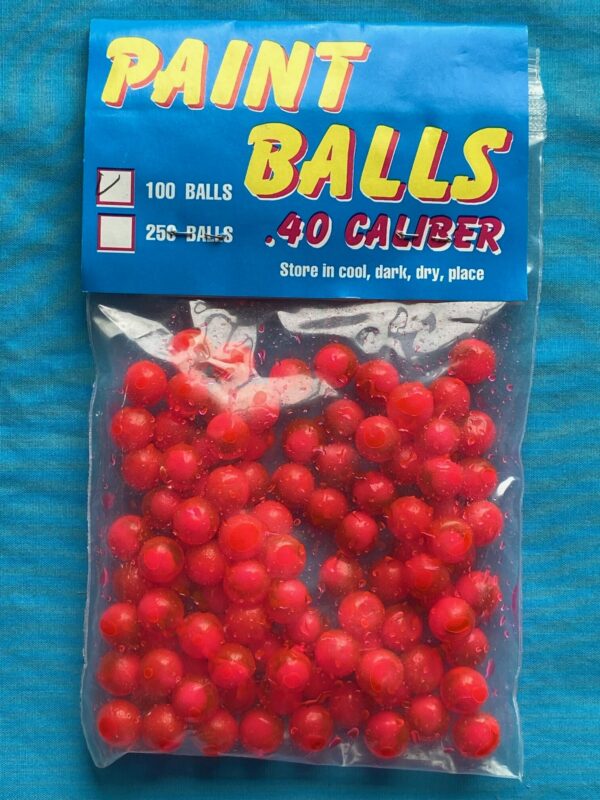 PAINT
BALLS
100 BALLS
250 BALLS
.40 CALIBER
Store in cool, dark, dry, place